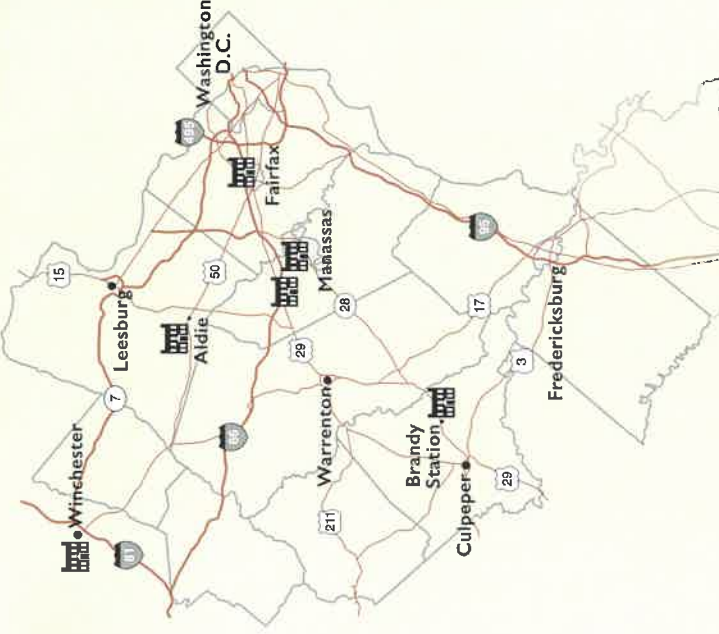 Winchester
81
15
7
Leesburg
495
Washington
D.C.
Aldie
50
66
Fairfax
29
Manassas
211
Warrenton
28
Brandy
Station
Culpeper
17
95
29
3
Fredericksburg